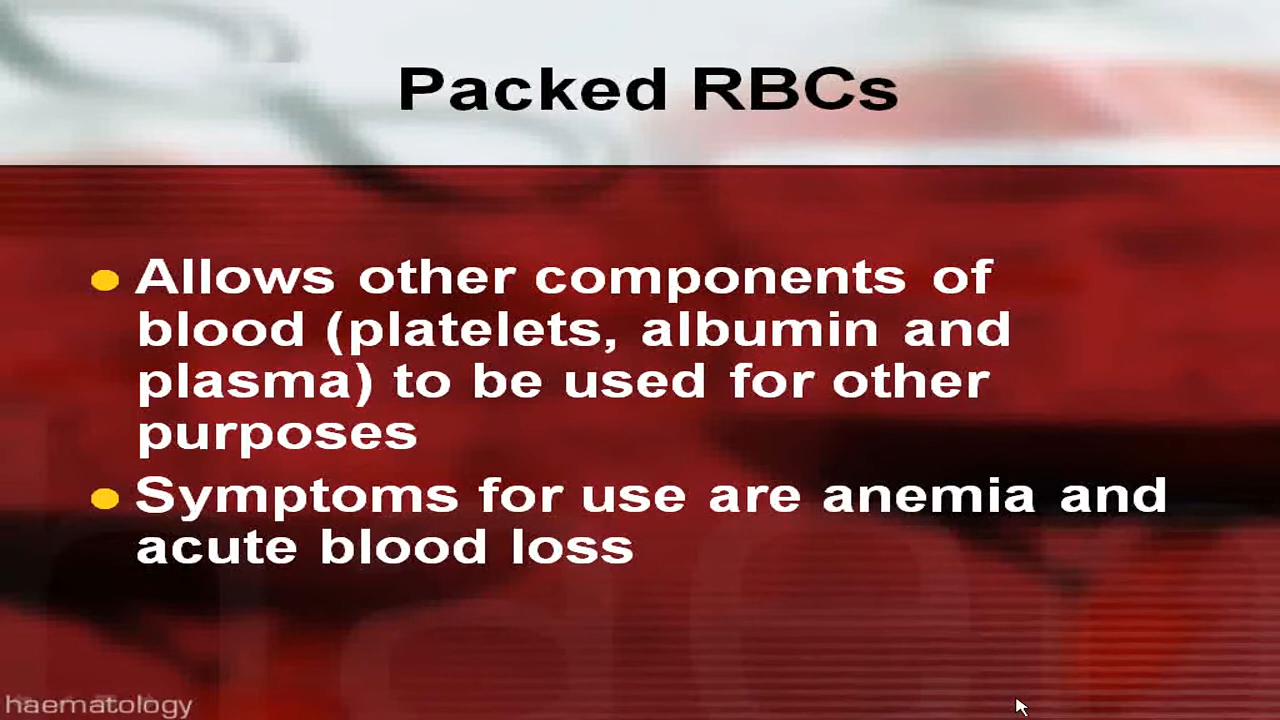 Packed RBCs
Allows other components of
blood (platelets, albumin and
plasma) to be used for other
purposes
Symptoms for use are anemia and
acute blood loss
haematology